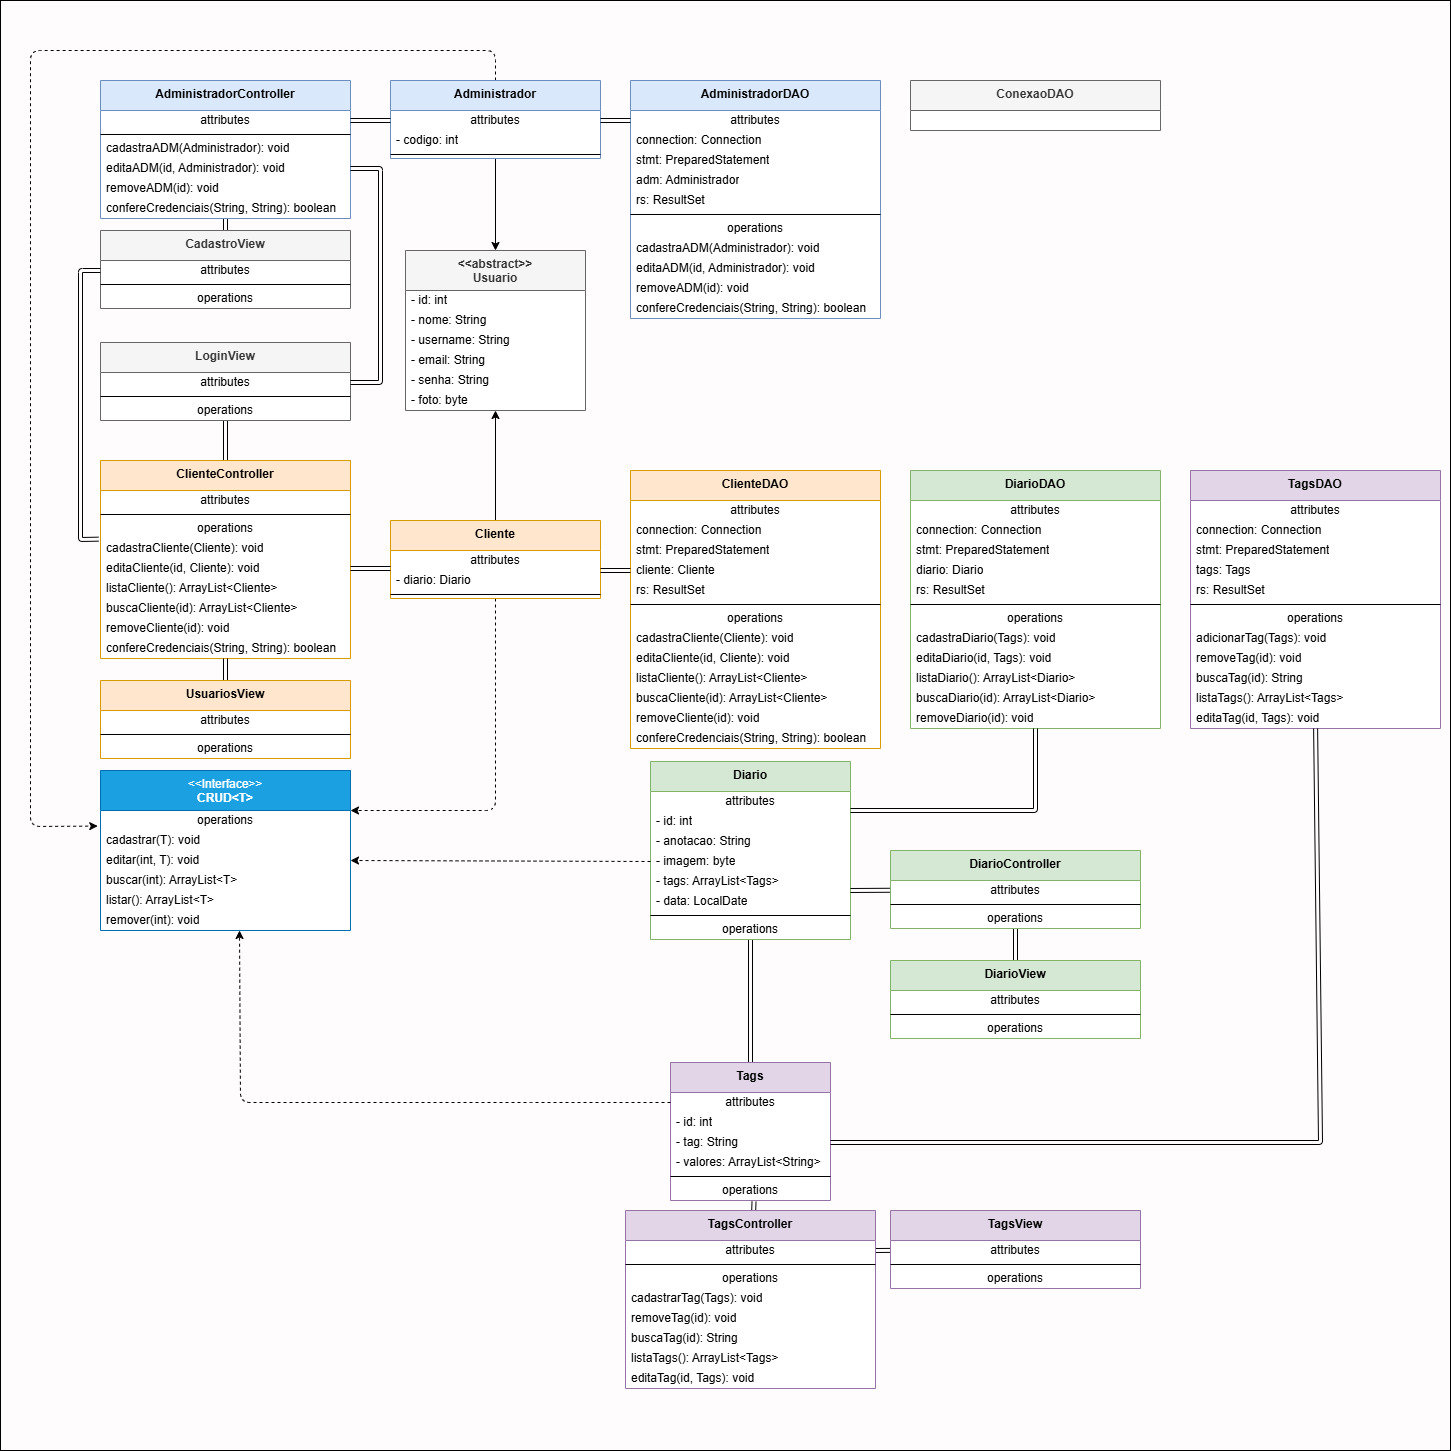 AdministradorController
attributes
cadastraADM(Administrador): void
editaADM(id, Administrador): void
removeADM(id): void
confereCredenciais(String, String): boolean
Administrador
attributes
- codigo: int
AdministradorDAO
attributes
connection: Connection
stmt: PreparedStatement
adm: Administrador
rs: ResultSet
operations
cadastraADM(Administrador): void
editaADM(id, Administrador): void
removeADM(id): void
confereCredenciais(String, String): boolean
ConexaoDAO
CadastroView
attributes
operations
<<abstract>>
Usuario
- id: int
- nome: String
- username: String
- email: String
- senha: String
- foto: byte
LoginView
attributes
operations
ClienteController
attributes
operations
cadastraCliente(Cliente): void
editaCliente(id, Cliente): void
listaCliente(): ArrayList<Cliente>
buscaCliente(id): ArrayList<Cliente>
removeCliente(id): void
confereCredenciais(String, String): boolean
Cliente
attributes
- diario: Diario
ClienteDAO
attributes
connection: Connection
stmt: PreparedStatement
cliente: Cliente
rs: ResultSet
operations
cadastraCliente(Cliente): void
editaCliente(id, Cliente): void
listaCliente(): ArrayList<Cliente>
buscaCliente(id): ArrayList<Cliente>
removeCliente(id): void
confereCredenciais(String, String): boolean
DiarioDAO
attributes
connection: Connection
stmt: PreparedStatement
diario: Diario
rs: ResultSet
operations
cadastraDiario(Tags): void
editaDiario(id, Tags): void
listaDiario(): ArrayList<Diario>
buscaDiario(id): ArrayList<Diario>
removeDiario(id): void
TagsDAO
attributes
connection: Connection
stmt: PreparedStatement
tags: Tags
rs: ResultSet
operations
adicionarTag(Tags): void
removeTag(id): void
buscaTag(id): String
listaTags(): ArrayList<Tags>
editaTag(id, Tags): void
UsuariosView
attributes
operations
<<Interface>>
CRUD<T>
operations
cadastrar(T): void
editar(int, T): void
buscar(int): ArrayList<T>
listar(): ArrayList<T>
remover(int): void
Diario
attributes
- id: int
- anotacao: String
- imagem: byte
- tags: ArrayList<Tags>
- data: LocalDate
operations
DiarioController
attributes
operations
DiarioView
attributes
operations
Tags
attributes
- id: int
- tag: String
- valores: ArrayList<String>
operations
TagsController
attributes
operations
cadastrarTag(Tags): void
removeTag(id): void
buscaTag(id): String
listaTags(): ArrayList<Tags>
editaTag(id, Tags): void
TagsView
attributes
operations